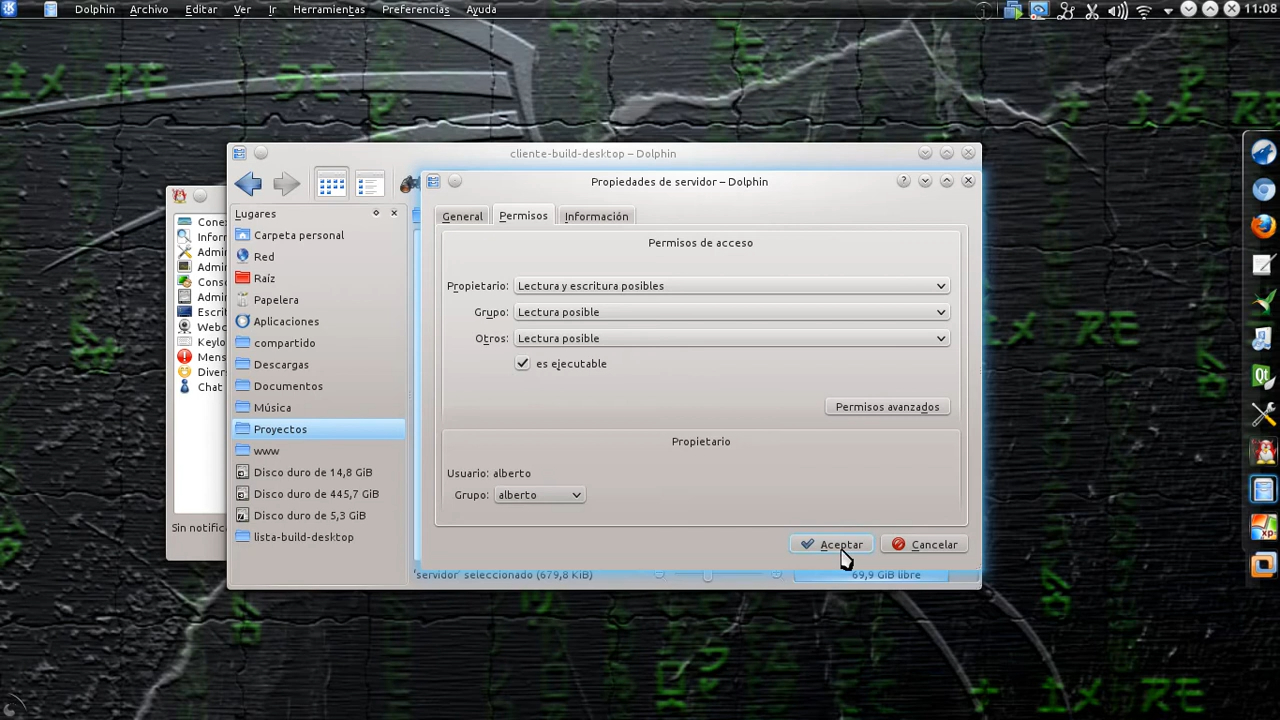 Dolphin Archivo Editar Ver Ir Herramientas Preferencias Ayuda 11:08
cliente-build-desktop – Dolphin
Propiedades de servidor – Dolphin
Lugares
Carpeta personal
Red
Raíz
Papelera
Aplicaciones
compartido
Descargas
Documentos
Música
Proyectos
www
Disco duro de 14,8 GiB
Disco duro de 445,7 GiB
Disco duro de 5,3 GiB
lista-build-desktop
General Permisos Información
Permisos de acceso
Propietario: Lectura y escritura posibles
Grupo: Lectura posible
Otros: Lectura posible
es ejecutable
Permisos avanzados
Propietario
Usuario: alberto
Grupo: alberto
Aceptar Cancelar
'servidor' seleccionado (679,8 KiB) 69,9 GiB libre
Cone
Infor
Admi
Admi
Conso
Admi
Escrit
Webc
Keylo
Mens
Diver
Chat
Sin notific
Qt
xp